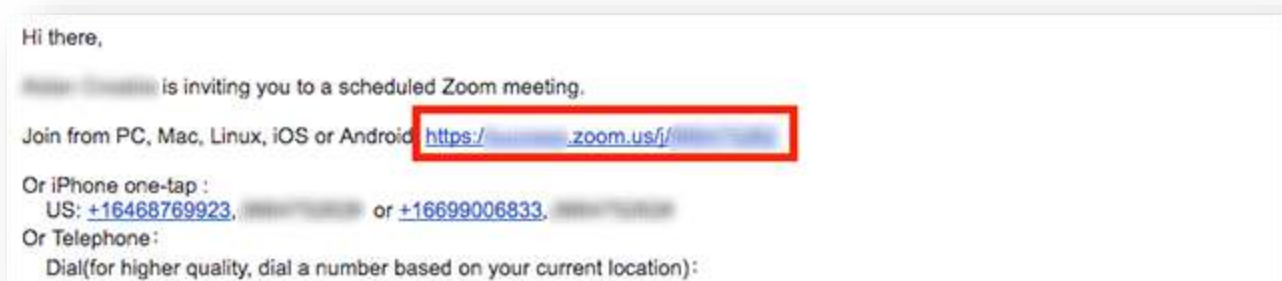 Hi there,
is inviting you to a scheduled Zoom meeting.
Join from PC, Mac, Linux, iOS or Android https:/ .zoom.us/j/
Or iPhone one-tap :
US: +16468769923, or +16699006833,
Or Telephone:
Dial(for higher quality, dial a number based on your current location):